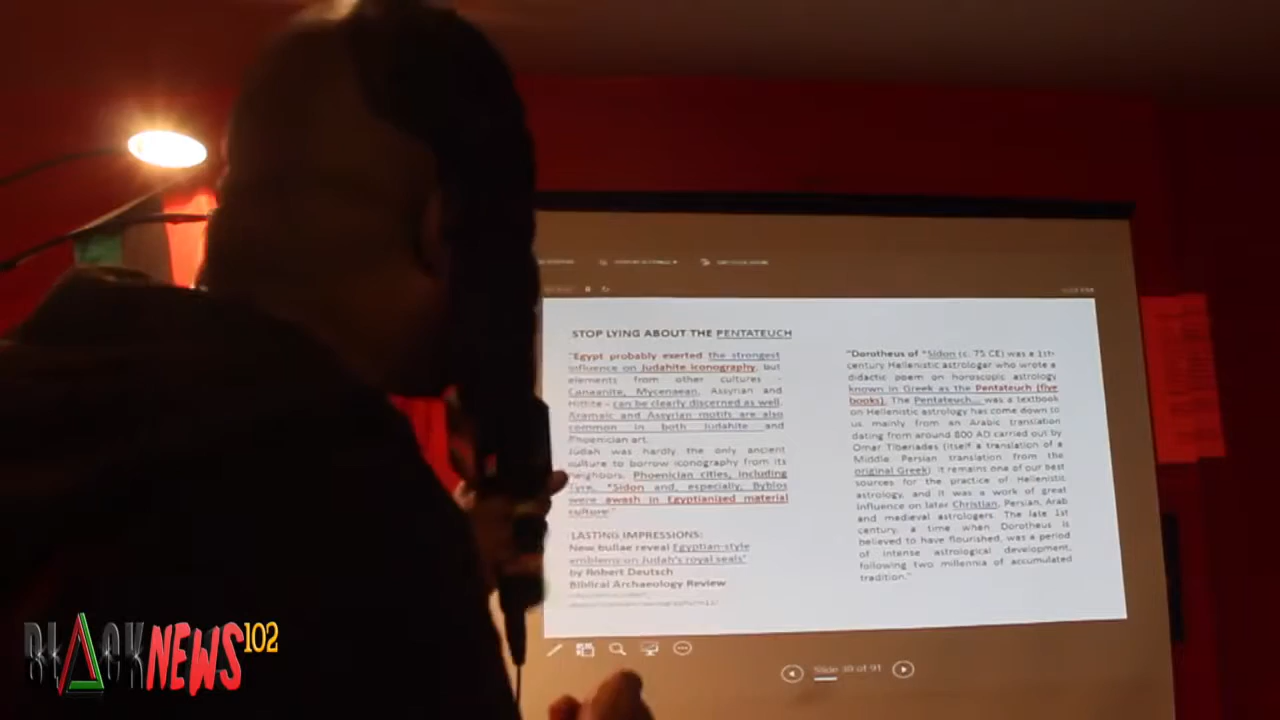 STOP LYING ABOUT THE PENTATEUCH
"Egypt probably exerted the strongest
influence on Judahite iconography, but
elements from other cultures -
Canaanite, Mycenaean, Assyrian and
Hittite - can be clearly discerned as well.
Aramaic and Assyrian motifs are also
common in both Judahite and
Phoenician art.
Judah was hardly the only ancient
culture to borrow iconography from its
neighbors. Phoenician cities, including
Tyre, *Sidon and, especially, Byblos
were awash in Egyptianized material
culture."
LASTING IMPRESSIONS:
New bullae reveal Egyptian-style
emblems on Judah's royal seals"
by Robert Deutsch
Biblical Archaeology Review
"Dorotheus of *Sidon (c. 75 CE) was a 1st-
century Hellenistic astrologer who wrote a
didactic poem on horoscopic astrology
known in Greek as the Pentateuch (five
books). The Pentateuch... was a textbook
on Hellenistic astrology has come down to
us mainly from an Arabic translation
dating from around 800 AD carried out by
Omar Tiberiades (itself a translation of a
Middle Persian translation from the
original Greek). It remains one of our best
sources for the practice of Hellenistic
astrology, and it was a work of great
influence on later Christian, Persian, Arab
and medieval astrologers. The late 1st
century, a time when Dorotheus is
believed to have flourished, was a period
of intense astrological development,
following two millennia of accumulated
tradition."
Slide 39 of 91
BLACK NEWS 102